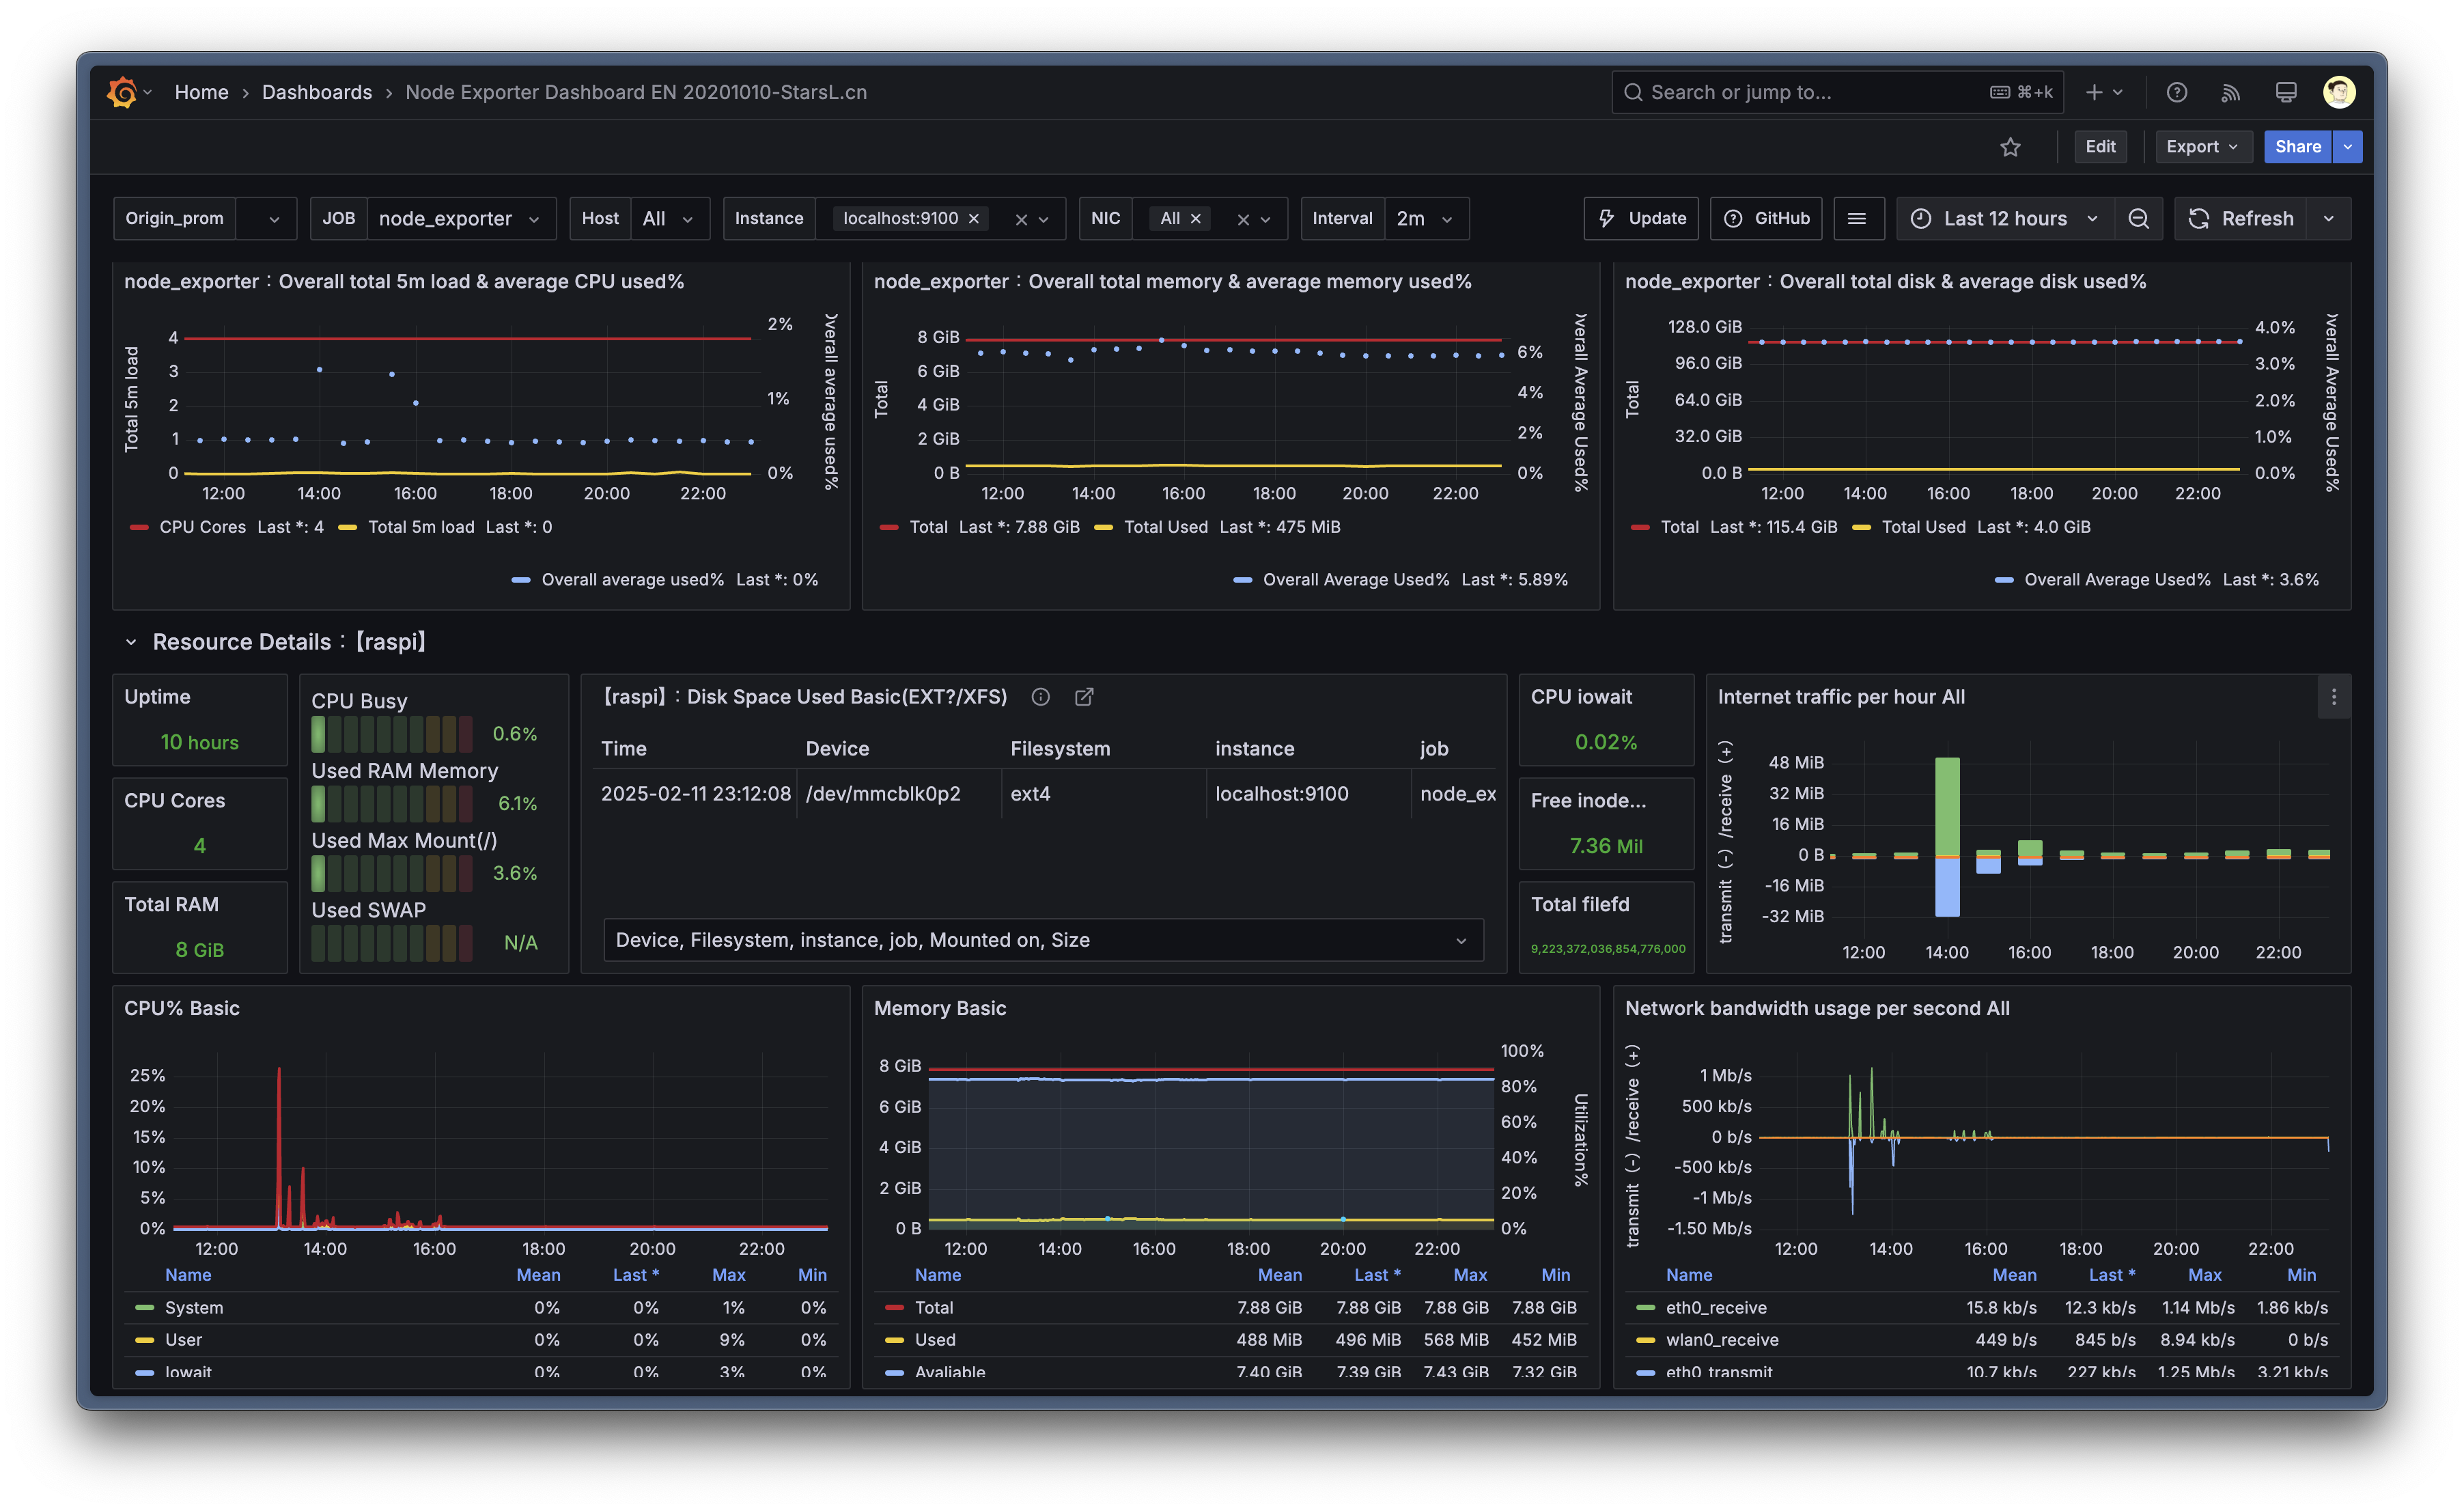 Home › Dashboards › Node Exporter Dashboard EN 20201010-StarsL.cn
Search or jump to...
⌘+k
Edit
Export
Share
Origin_prom
JOB node_exporter
Host All
Instance localhost:9100
NIC All
Interval 2m
Update
GitHub
Last 12 hours
Refresh
node_exporter：Overall total 5m load & average CPU used%
Total 5m load
4
3
2
1
0
2%
1%
0%
Overall average used%
12:00 14:00 16:00 18:00 20:00 22:00
CPU Cores Last *: 4 Total 5m load Last *: 0
Overall average used% Last *: 0%
node_exporter：Overall total memory & average memory used%
Total
8 GiB
6 GiB
4 GiB
2 GiB
0 B
6%
4%
2%
0%
Overall Average Used%
12:00 14:00 16:00 18:00 20:00 22:00
Total Last *: 7.88 GiB Total Used Last *: 475 MiB
Overall Average Used% Last *: 5.89%
node_exporter：Overall total disk & average disk used%
Total
128.0 GiB
96.0 GiB
64.0 GiB
32.0 GiB
0.0 B
4.0%
3.0%
2.0%
1.0%
0.0%
Overall Average Used%
12:00 14:00 16:00 18:00 20:00 22:00
Total Last *: 115.4 GiB Total Used Last *: 4.0 GiB
Overall Average Used% Last *: 3.6%
Resource Details：【raspi】
Uptime
10 hours
CPU Cores
4
Total RAM
8 GiB
CPU Busy
0.6%
Used RAM Memory
6.1%
Used Max Mount(/)
3.6%
Used SWAP
N/A
【raspi】：Disk Space Used Basic(EXT?/XFS)
Time Device Filesystem instance job
2025-02-11 23:12:08 /dev/mmcblk0p2 ext4 localhost:9100 node_ex
Device, Filesystem, instance, job, Mounted on, Size
CPU iowait
0.02%
Free inode...
7.36 Mil
Total filefd
9,223,372,036,854,776,000
Internet traffic per hour All
transmit (-) /receive (+)
48 MiB
32 MiB
16 MiB
0 B
-16 MiB
-32 MiB
12:00 14:00 16:00 18:00 20:00 22:00
CPU% Basic
25%
20%
15%
10%
5%
0%
12:00 14:00 16:00 18:00 20:00 22:00
Name Mean Last * Max Min
System 0% 0% 1% 0%
User 0% 0% 9% 0%
Iowait 0% 0% 3% 0%
Memory Basic
8 GiB
6 GiB
4 GiB
2 GiB
0 B
100%
80%
60%
40%
20%
0%
Utilization%
12:00 14:00 16:00 18:00 20:00 22:00
Name Mean Last * Max Min
Total 7.88 GiB 7.88 GiB 7.88 GiB 7.88 GiB
Used 488 MiB 496 MiB 568 MiB 452 MiB
Avaliable 7.40 GiB 7.39 GiB 7.43 GiB 7.32 GiB
Network bandwidth usage per second All
transmit (-) /receive (+)
1 Mb/s
500 kb/s
0 b/s
-500 kb/s
-1 Mb/s
-1.50 Mb/s
12:00 14:00 16:00 18:00 20:00 22:00
Name Mean Last * Max Min
eth0_receive 15.8 kb/s 12.3 kb/s 1.14 Mb/s 1.86 kb/s
wlan0_receive 449 b/s 845 b/s 8.94 kb/s 0 b/s
eth0_transmit 10.7 kb/s 227 kb/s 1.25 Mb/s 3.21 kb/s